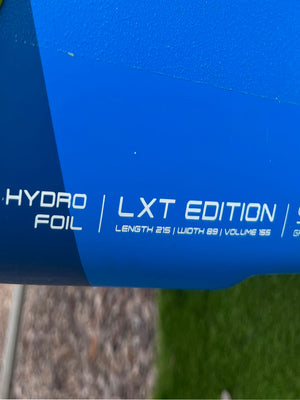 HYDRO
FOIL
LXT EDITION
LENGTH 215 | WIDTH 89 | VOLUME 155